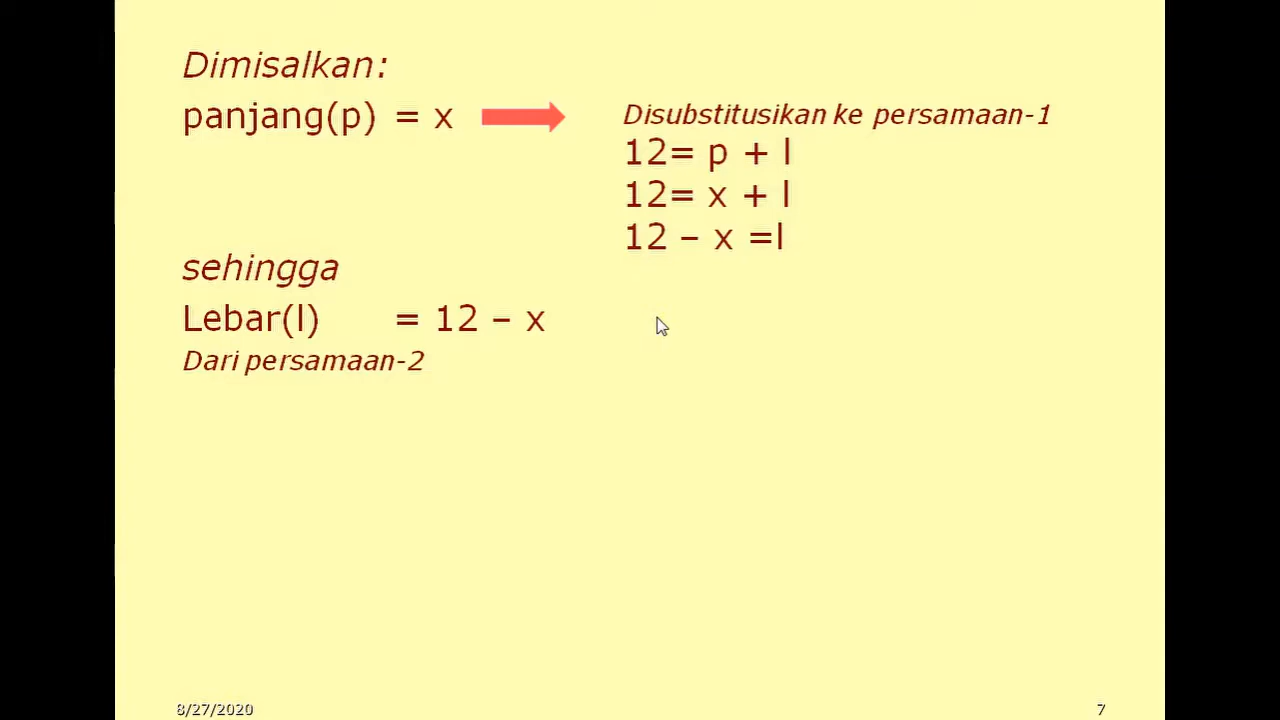 Dimisalkan:
panjang(p) = x
Disubstitusikan ke persamaan-1
12= p + l
12= x + l
12 – x =l
sehingga
Lebar(l) = 12 – x
Dari persamaan-2
8/27/2020
7